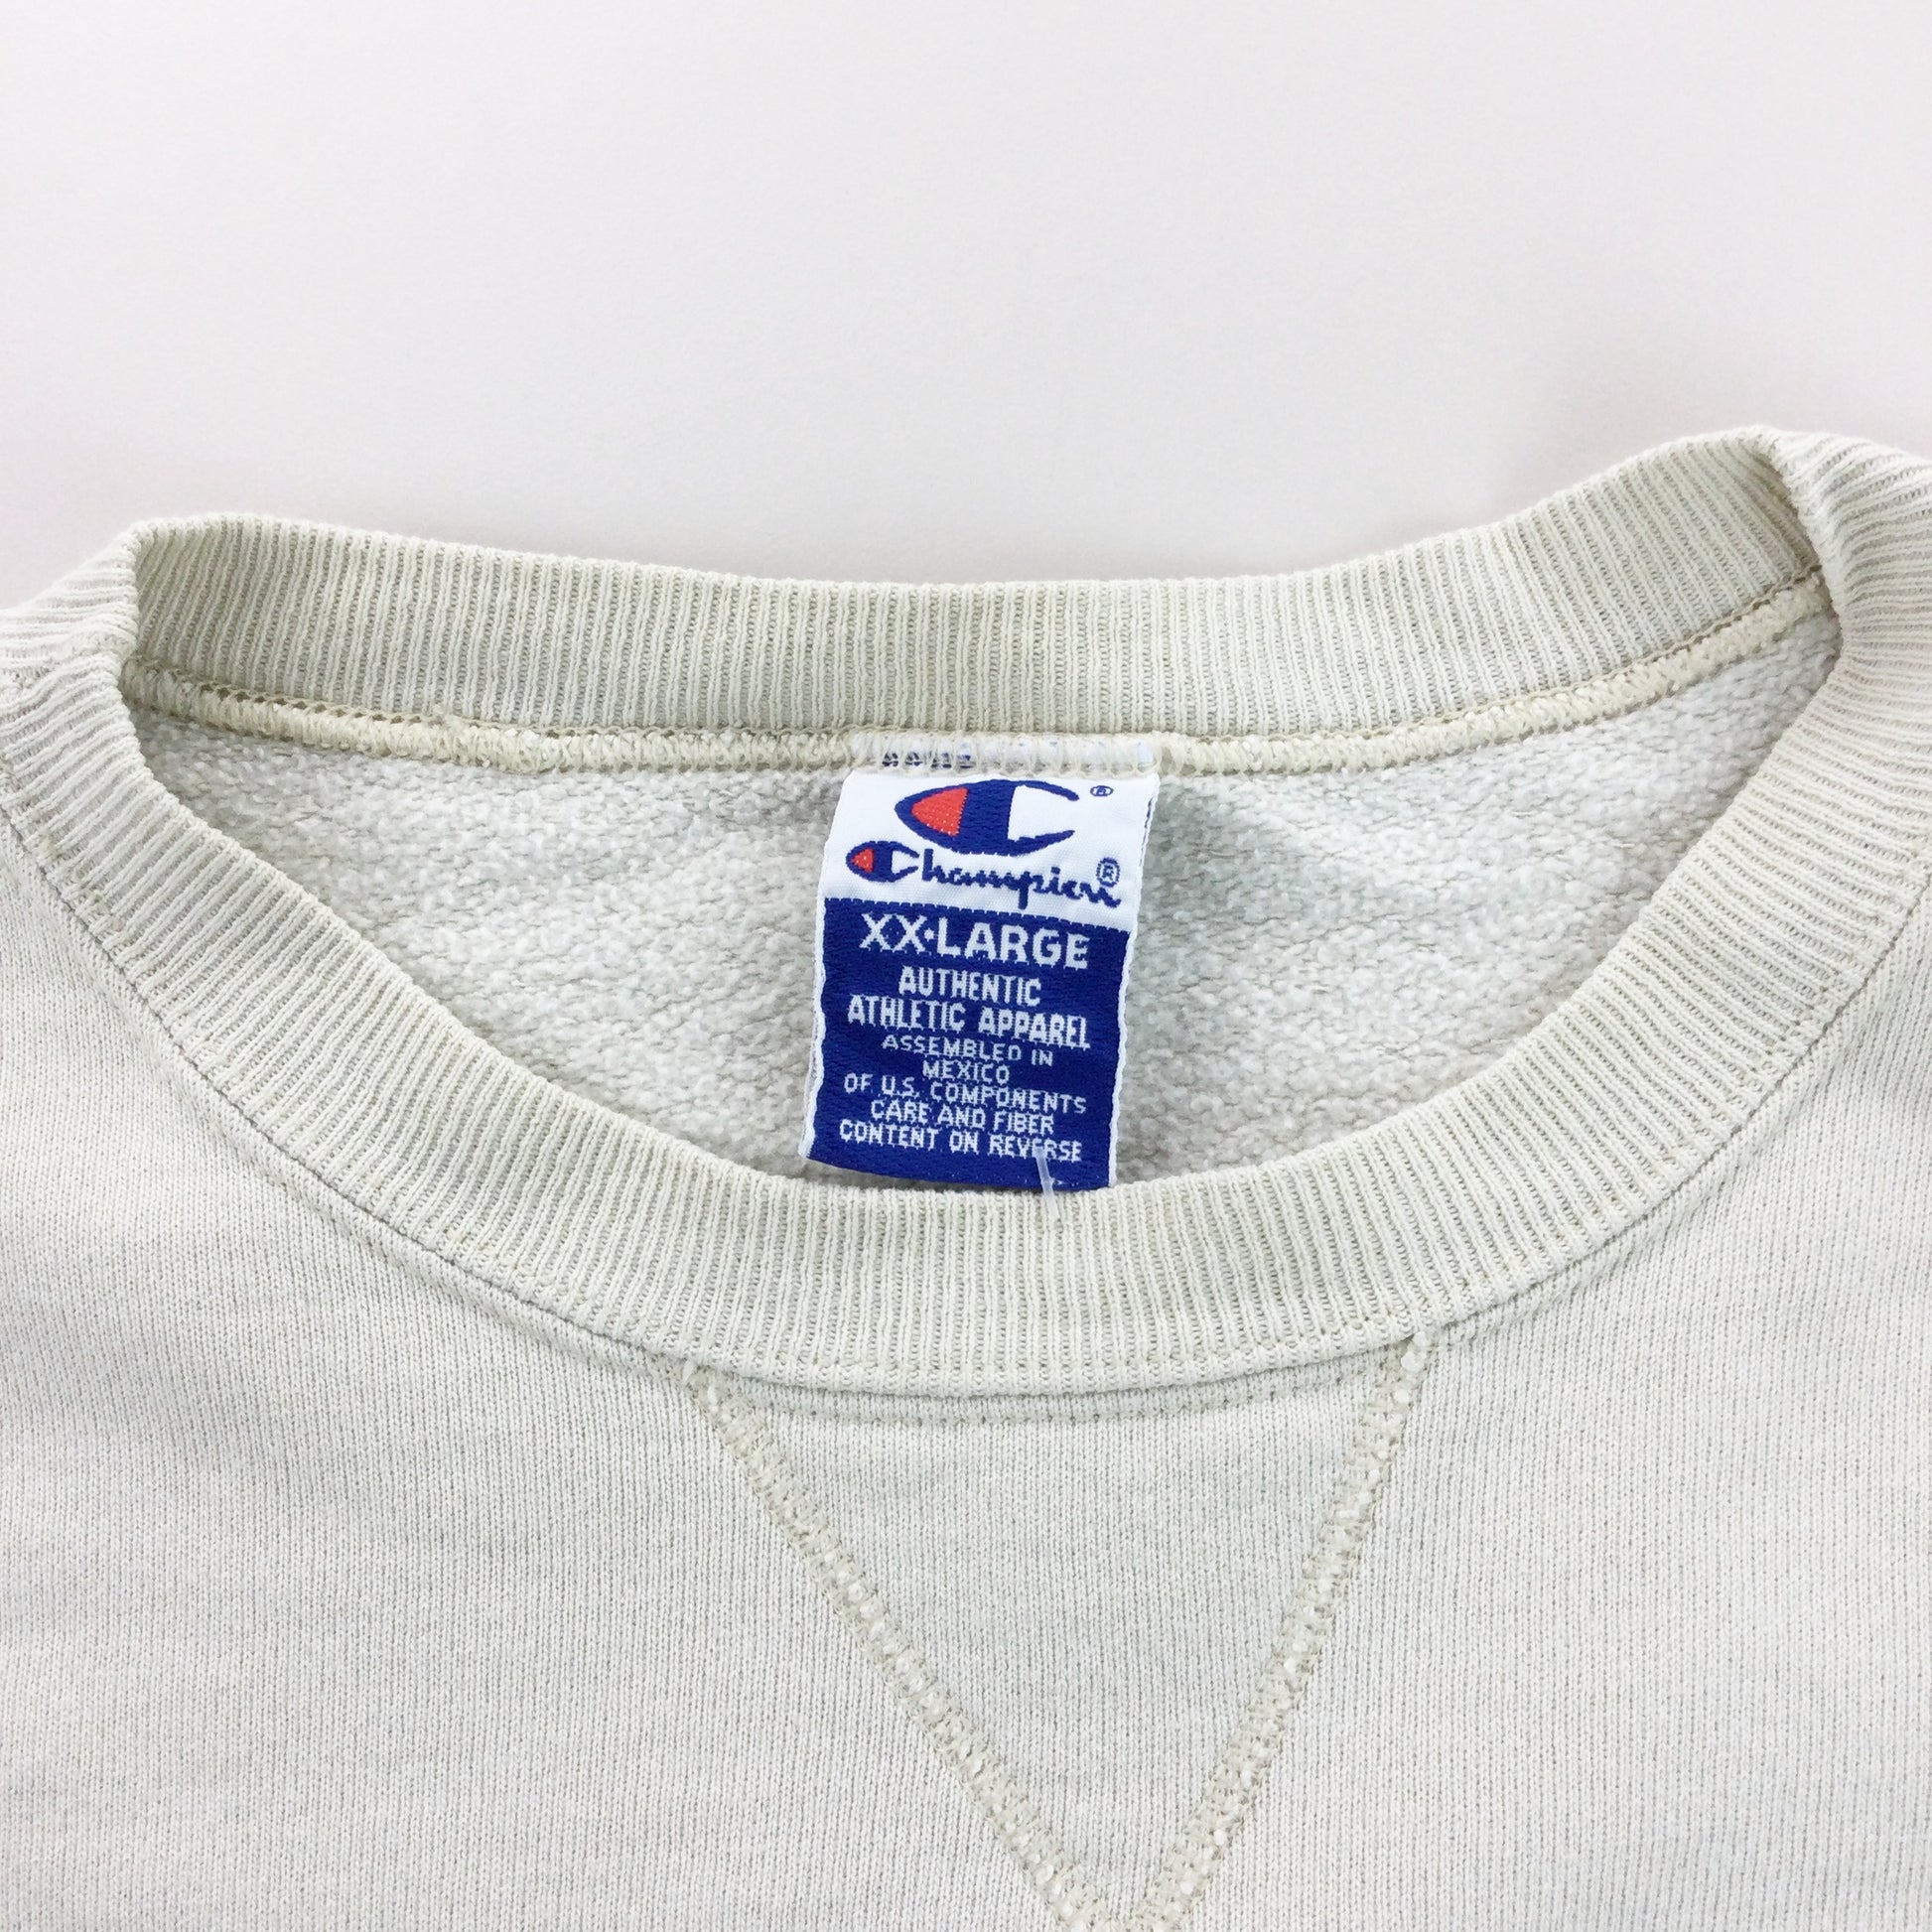 Champion®
XX·LARGE
AUTHENTIC
ATHLETIC APPAREL
ASSEMBLED IN
MEXICO
OF U.S. COMPONENTS
CARE AND FIBER
CONTENT ON REVERSE